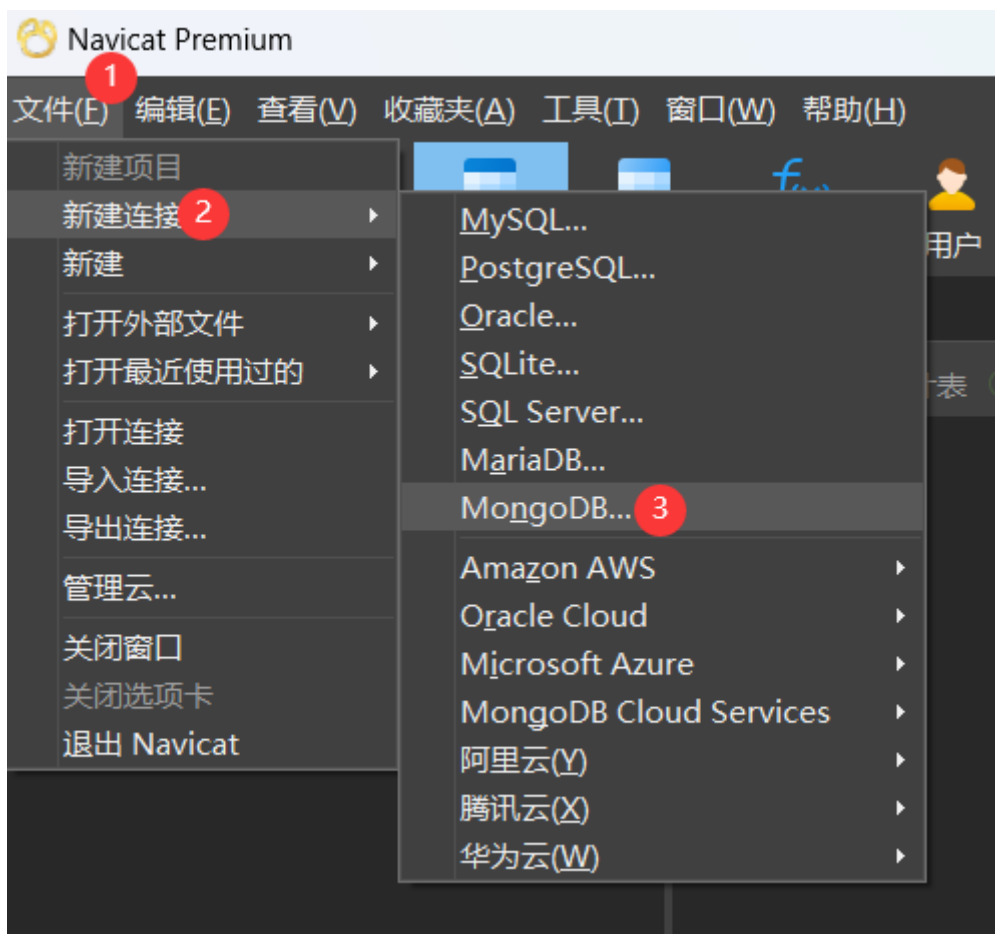 Navicat Premium
1
文件(F) 编辑(E) 查看(V) 收藏夹(A) 工具(T) 窗口(W) 帮助(H)
新建项目
新建连接 2
新建
打开外部文件
打开最近使用过的
打开连接
导入连接...
导出连接...
管理云...
关闭窗口
关闭选项卡
退出 Navicat
MySQL...
PostgreSQL...
Oracle...
SQLite...
SQL Server...
MariaDB...
MongoDB... 3
Amazon AWS
Oracle Cloud
Microsoft Azure
MongoDB Cloud Services
阿里云(Y)
腾讯云(X)
华为云(W)
用户
表